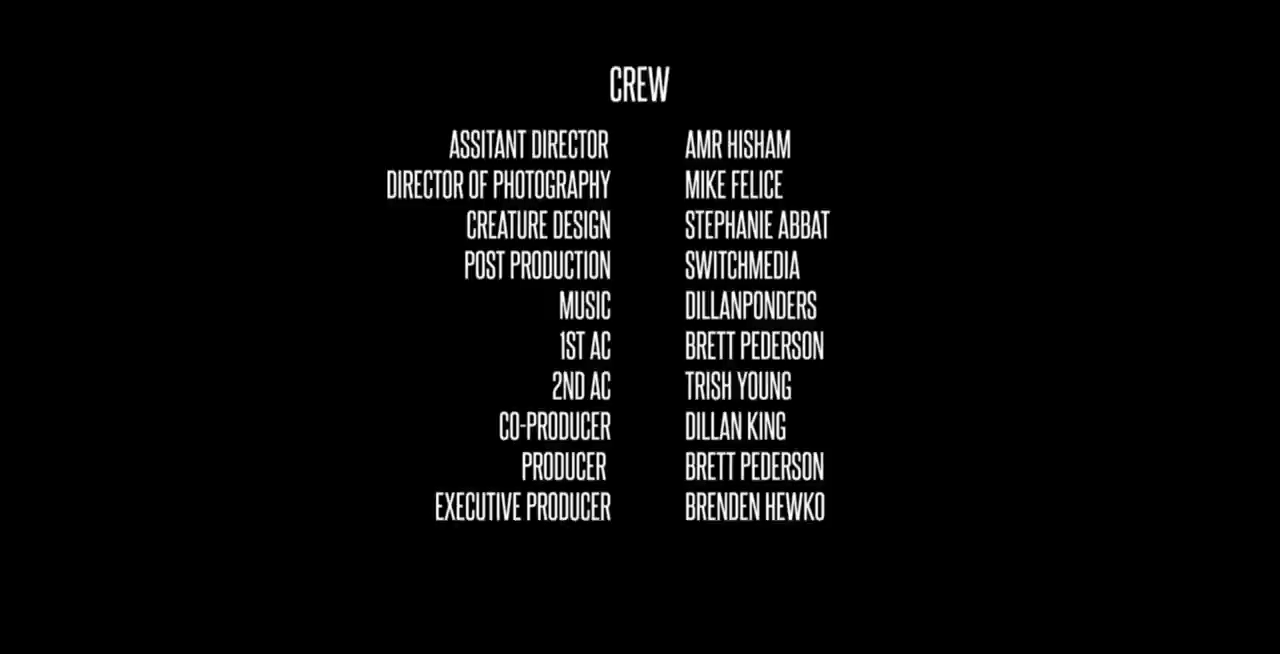 CREW
ASSITANT DIRECTOR AMR HISHAM
DIRECTOR OF PHOTOGRAPHY MIKE FELICE
CREATURE DESIGN STEPHANIE ABBAT
POST PRODUCTION SWITCHMEDIA
MUSIC DILLANPONDERS
1ST AC BRETT PEDERSON
2ND AC TRISH YOUNG
CO-PRODUCER DILLAN KING
PRODUCER BRETT PEDERSON
EXECUTIVE PRODUCER BRENDEN HEWKO